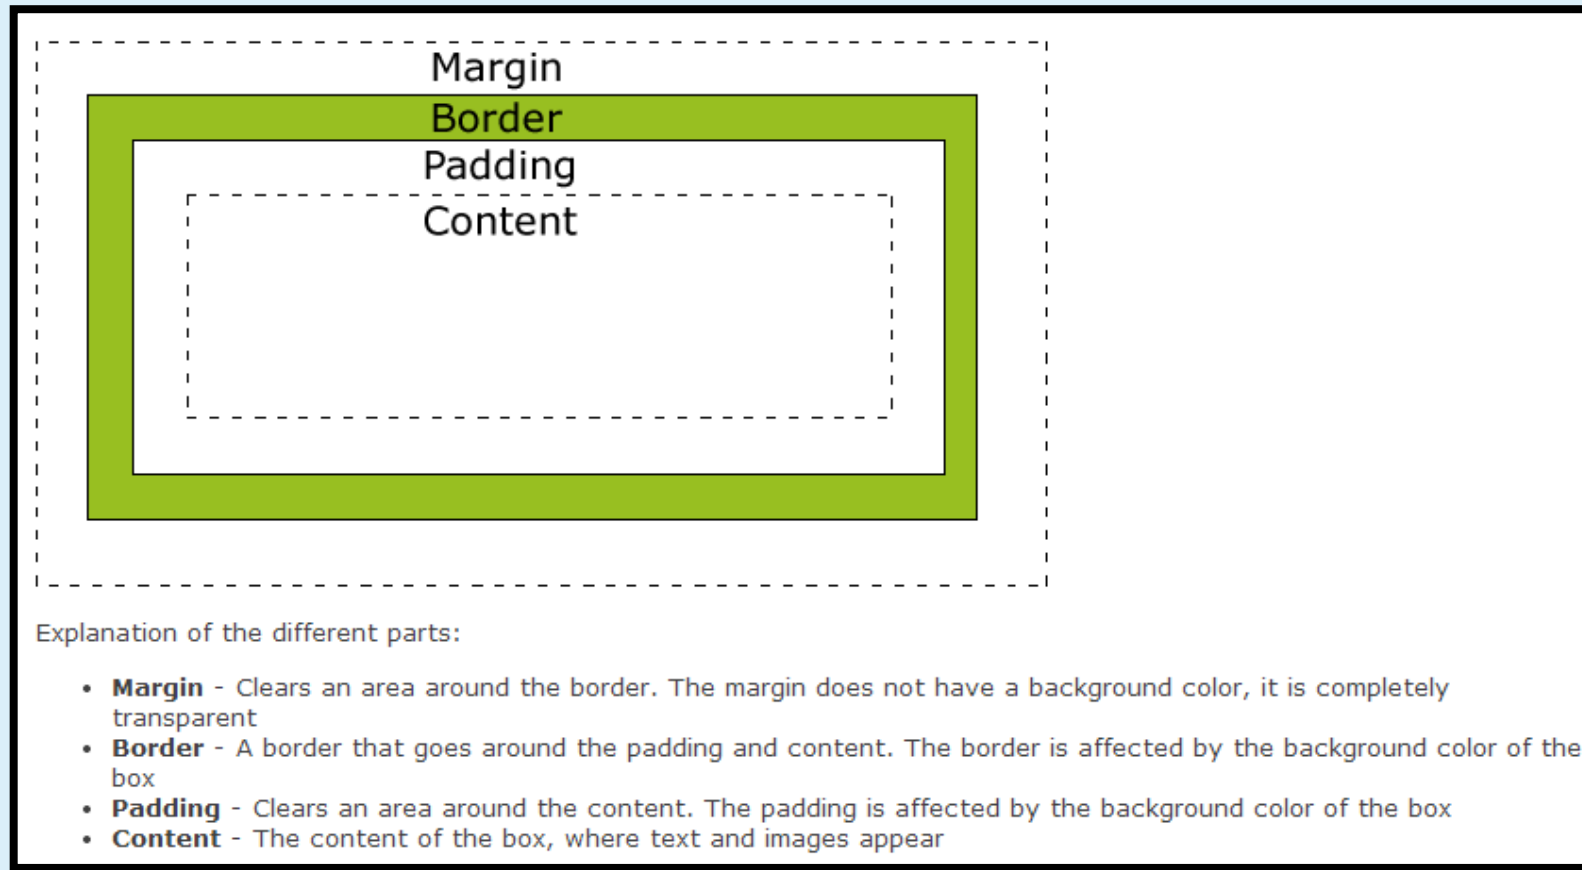 Margin
Border
Padding
Content
Explanation of the different parts:
• Margin - Clears an area around the border. The margin does not have a background color, it is completely
transparent
• Border - A border that goes around the padding and content. The border is affected by the background color of the
box
• Padding - Clears an area around the content. The padding is affected by the background color of the box
• Content - The content of the box, where text and images appear